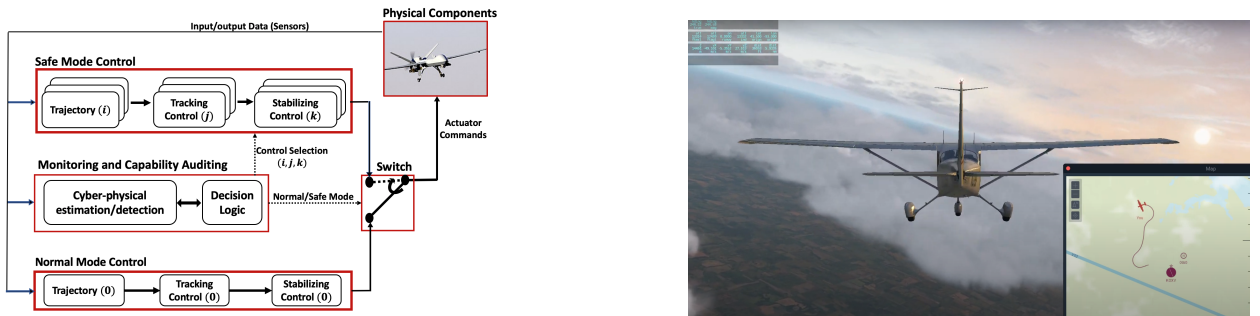 Physical Components
Input/output Data (Sensors)
Safe Mode Control
Trajectory (i)
Tracking
Control (j)
Stabilizing
Control (k)
Actuator
Commands
Control Selection
(i, j, k)
Monitoring and Capability Auditing
Switch
Cyber-physical
estimation/detection
Decision
Logic
Normal/Safe Mode
Normal Mode Control
Trajectory (0)
Tracking
Control (0)
Stabilizing
Control (0)
Map